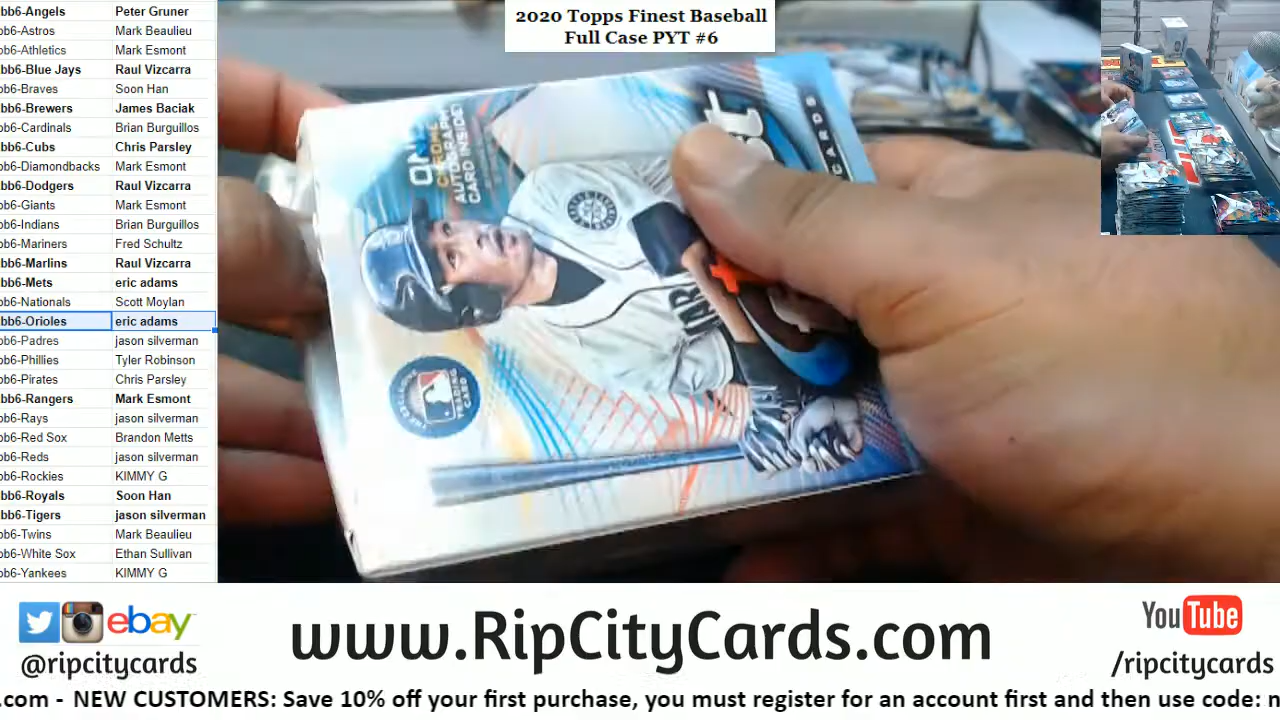 2020 Topps Finest Baseball
Full Case PYT #6
bb6-Angels Peter Gruner
bb6-Astros Mark Beaulieu
bb6-Athletics Mark Esmont
bb6-Blue Jays Raul Vizcarra
bb6-Braves Soon Han
bb6-Brewers James Baciak
bb6-Cardinals Brian Burguillos
bb6-Cubs Chris Parsley
bb6-Diamondbacks Mark Esmont
bb6-Dodgers Raul Vizcarra
bb6-Giants Mark Esmont
bb6-Indians Brian Burguillos
bb6-Mariners Fred Schultz
bb6-Marlins Raul Vizcarra
bb6-Mets eric adams
bb6-Nationals Scott Moylan
bb6-Orioles eric adams
bb6-Padres jason silverman
bb6-Phillies Tyler Robinson
bb6-Pirates Chris Parsley
bb6-Rangers Mark Esmont
bb6-Rays jason silverman
bb6-Red Sox Brandon Metts
bb6-Reds jason silverman
bb6-Rockies KIMMY G
bb6-Royals Soon Han
bb6-Tigers jason silverman
bb6-Twins Mark Beaulieu
bb6-White Sox Ethan Sullivan
bb6-Yankees KIMMY G
AUTOGRAPH
CARD INSIDE!
CARDS
ebay
@ripcitycards
www.RipCityCards.com
YouTube
/ripcitycards
.com - NEW CUSTOMERS: Save 10% off your first purchase, you must register for an account first and then use code: n